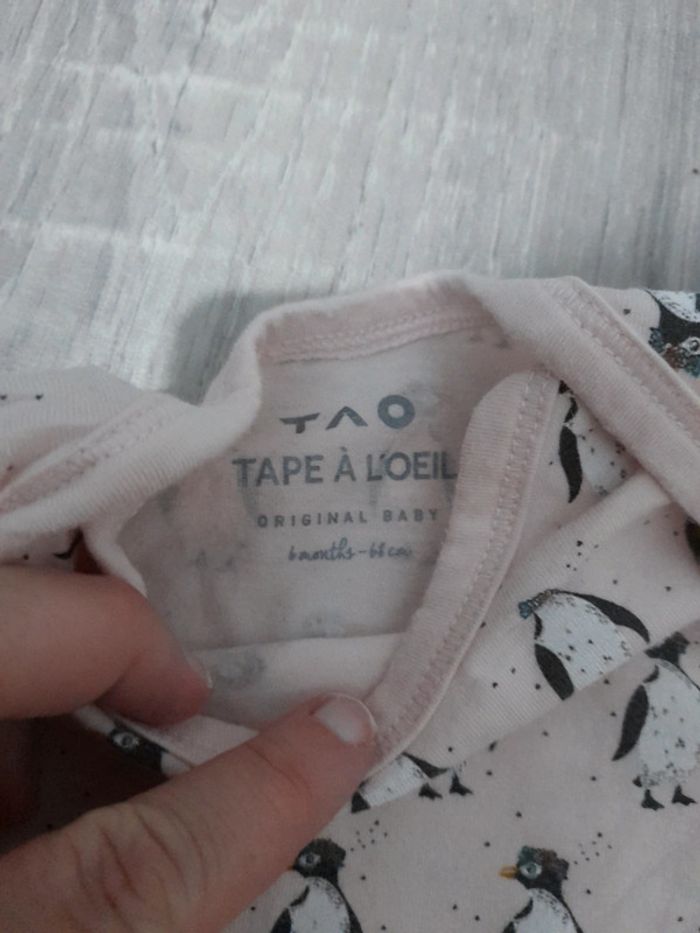 TAO
TAPE À L'OEIL
ORIGINAL BABY
6 months - 68 cm